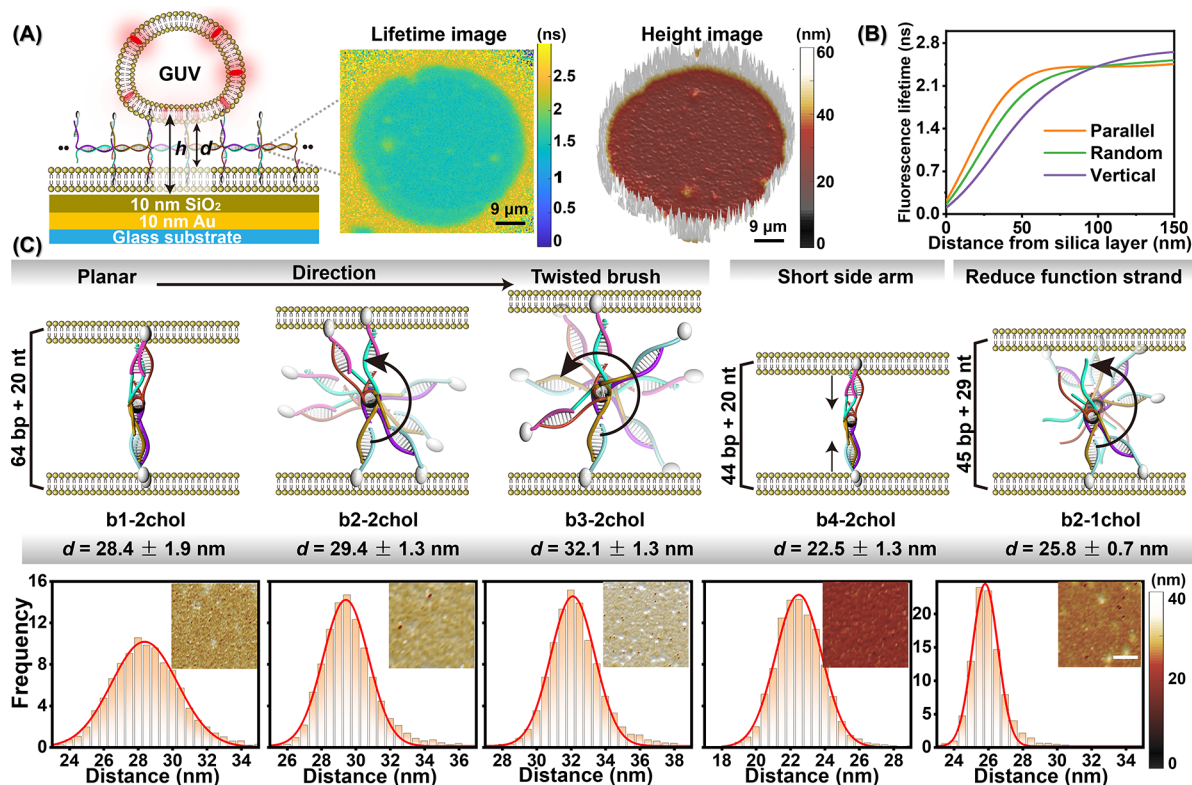 (A)
Lifetime image
(ns)
Height image
(nm)
(B)
GUV
h
d
10 nm SiO₂
10 nm Au
Glass substrate
9 µm
3
2.5
2
1.5
1
0.5
0
9 µm
60
40
20
0
Fluorescence lifetime (ns)
2.8
2.4
1.4
2.7
0.0
Parallel
Random
Vertical
0
50
100
150
Distance from silica layer (nm)
(C)
Planar
Direction
Twisted brush
Short side arm
Reduce function strand
64 bp + 20 nt
44 bp + 20 nt
45 bp + 29 nt
b1-2chol
b2-2chol
b3-2chol
b4-2chol
b2-1chol
d = 28.4 ± 1.9 nm
d = 29.4 ± 1.3 nm
d = 32.1 ± 1.3 nm
d = 22.5 ± 1.3 nm
d = 25.8 ± 0.7 nm
Frequency
16
12
8
4
0
24 26 28 30 32 34
Distance (nm)
26 28 30 32 34 36
Distance (nm)
28 30 32 34 36 38
Distance (nm)
18 20 22 24 26 28
Distance (nm)
20
15
10
5
0
24 26 28 30 32 34
Distance (nm)
(nm)
40
20
0